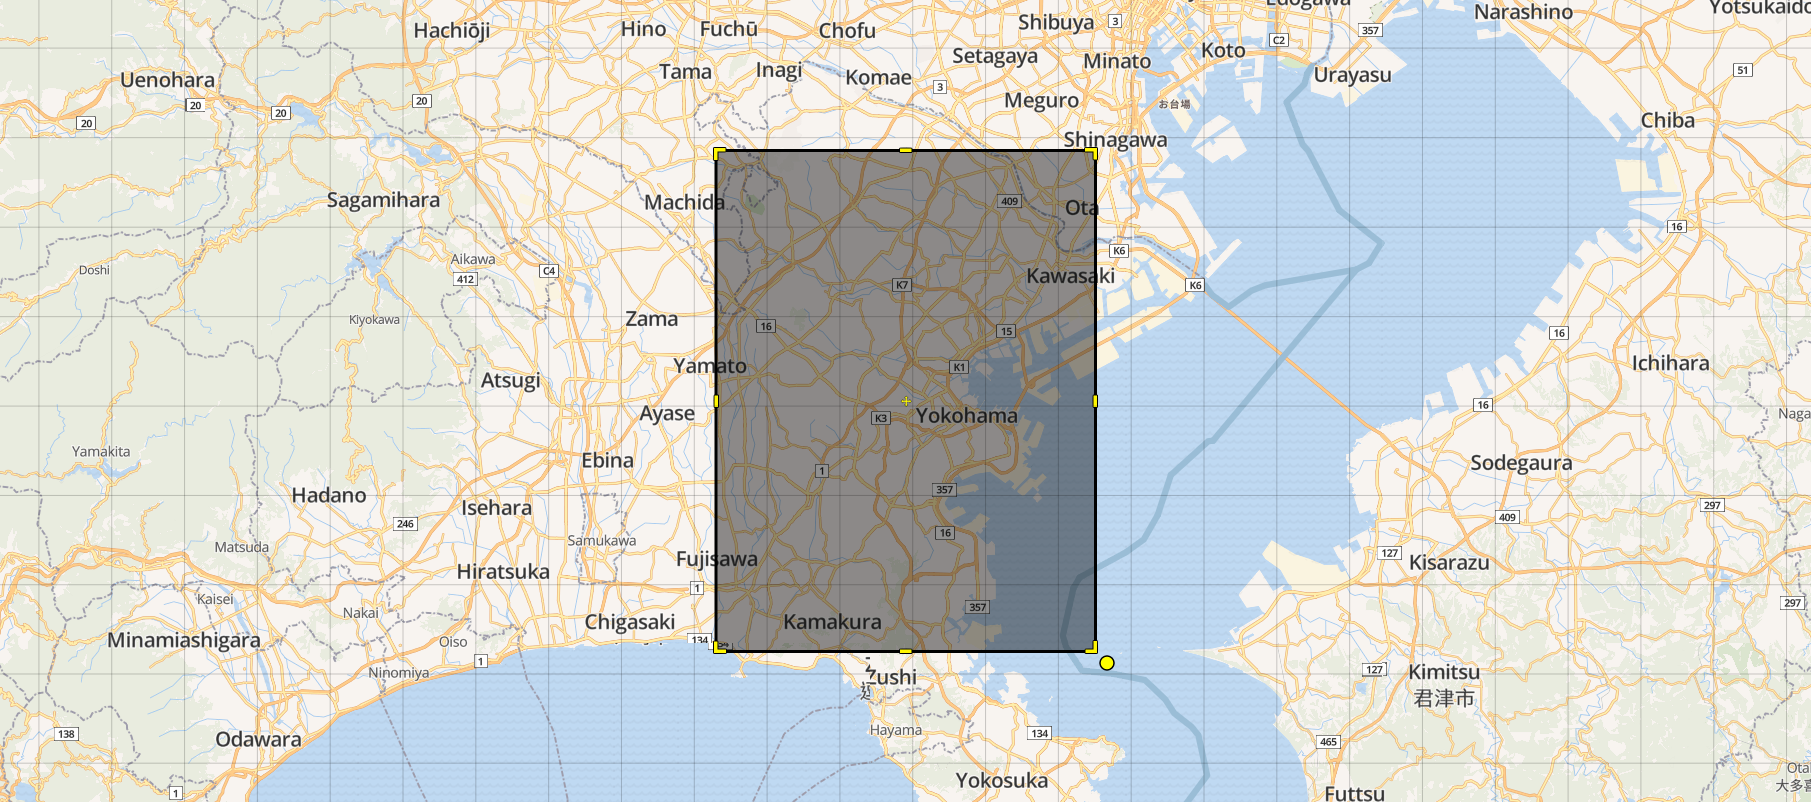 Edogawa
Narashino
Yotsukaido
Hachiōji
Hino
Fuchū
Chofu
Shibuya
3
357
C2
Setagaya
Minato
Koto
Uenohara
Tama
Inagi
Komae
Urayasu
51
3
20
20
20
20
Meguro
お台場
Chiba
Shinagawa
Sagamihara
Machida
409
Ota
16
Doshi
Aikawa
412
C4
K6
Kawasaki
K7
K6
Kiyokawa
Zama
16
15
16
Yamato
K1
Ichihara
Atsugi
Ayase
K3
Yokohama
16
Naga
Yamakita
Ebina
1
Sodegaura
Hadano
357
Isehara
246
297
409
Samukawa
16
Matsuda
127
Fujisawa
Kisarazu
Hiratsuka
1
Kaisei
Nakai
357
297
Chigasaki
Kamakura
Minamiashigara
Oiso
134
1
Ninomiya
Zushi
127
Kimitsu
君津市
138
Odawara
Hayama
134
465
Yokosuka
Ota
大多喜
1
Futtsu